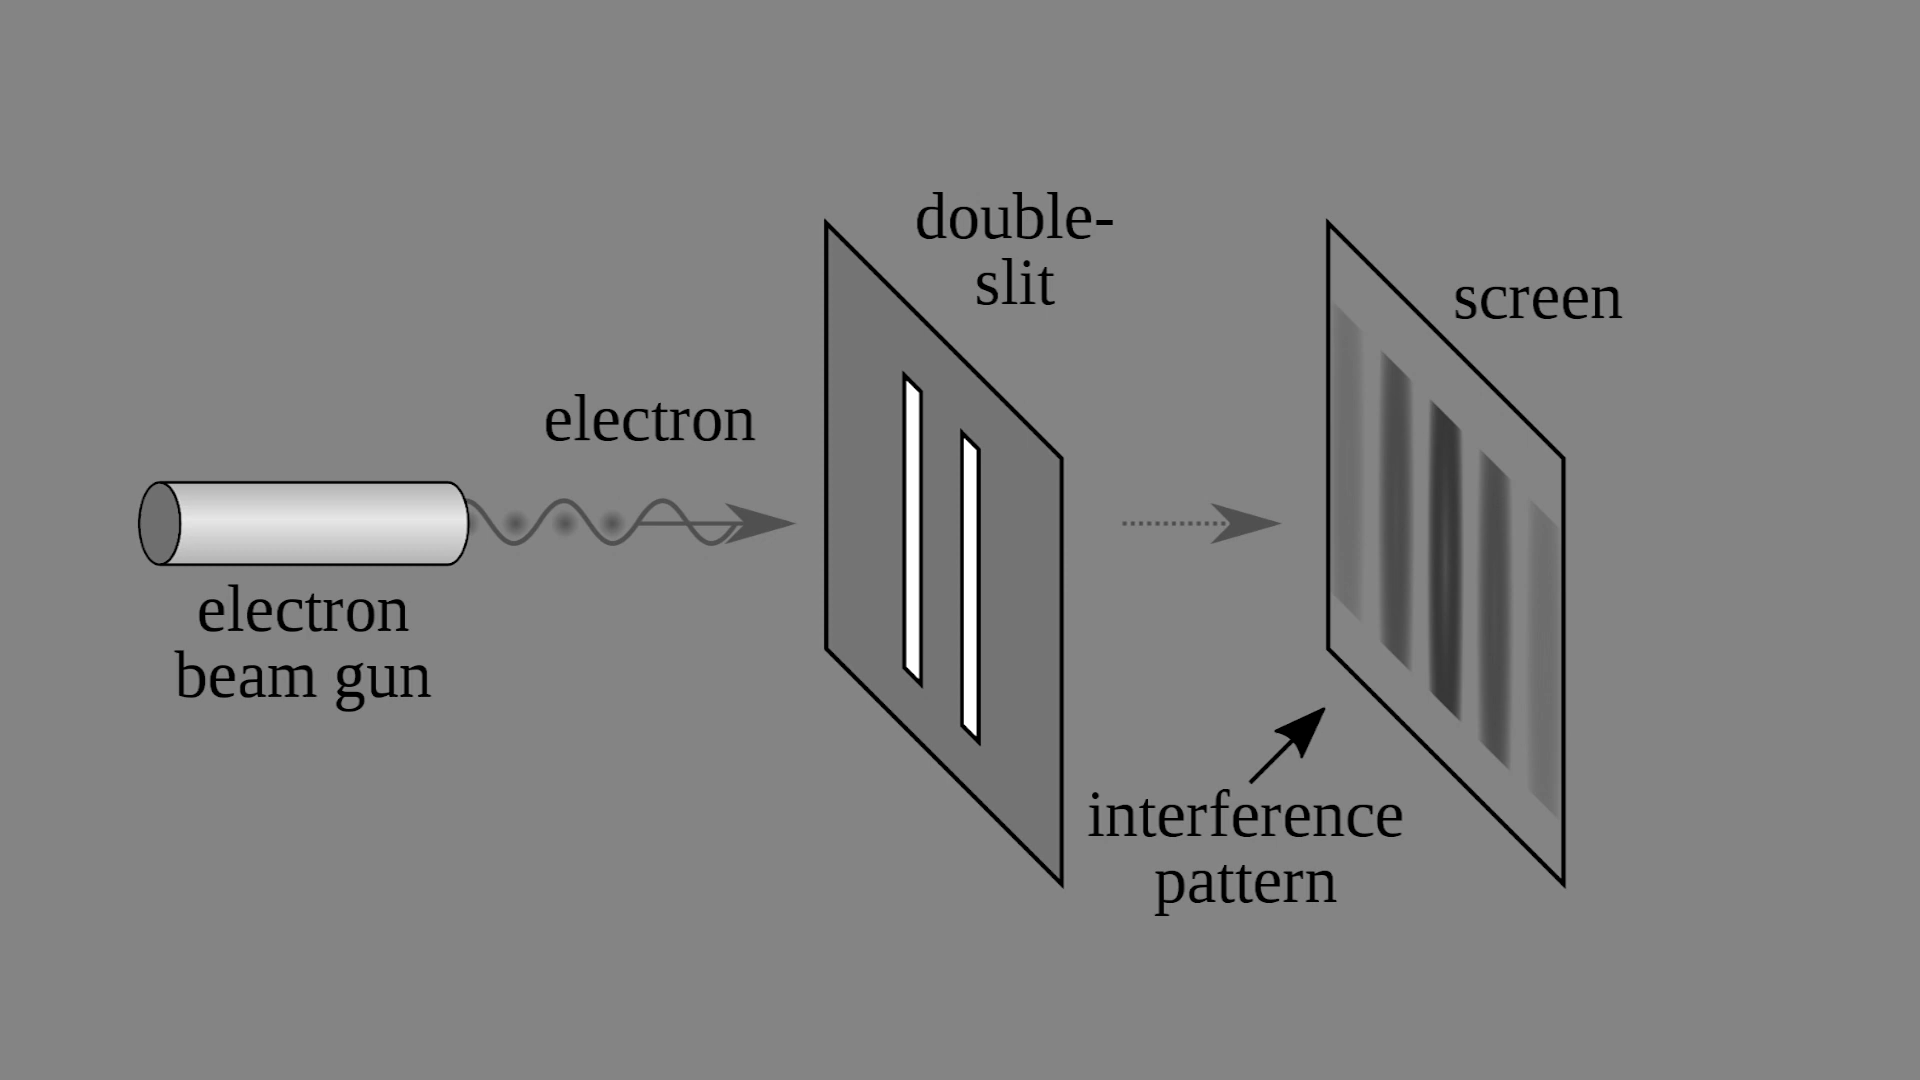 double-
slit
screen
electron
electron
beam gun
interference
pattern